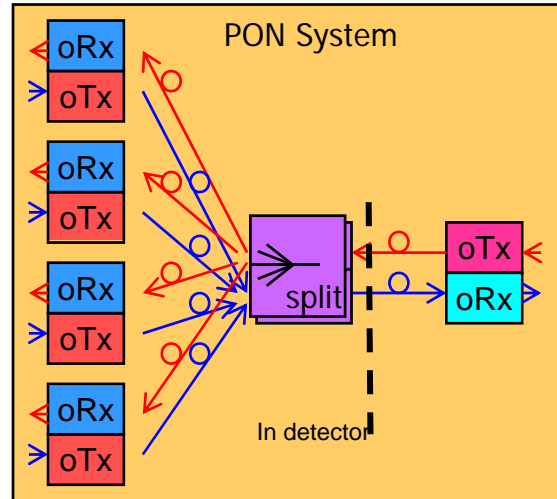 PON System
oRx
oTx
oRx
oTx
oRx
oTx
oRx
oTx
split
oTx
oRx
In detector